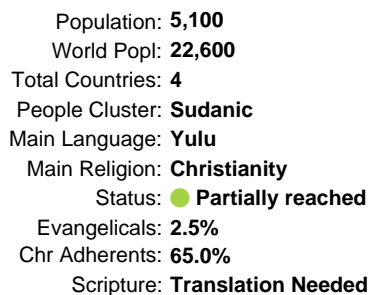 Population: 5,100
World Popl: 22,600
Total Countries: 4
People Cluster: Sudanic
Main Language: Yulu
Main Religion: Christianity
Status: Partially reached
Evangelicals: 2.5%
Chr Adherents: 65.0%
Scripture: Translation Needed